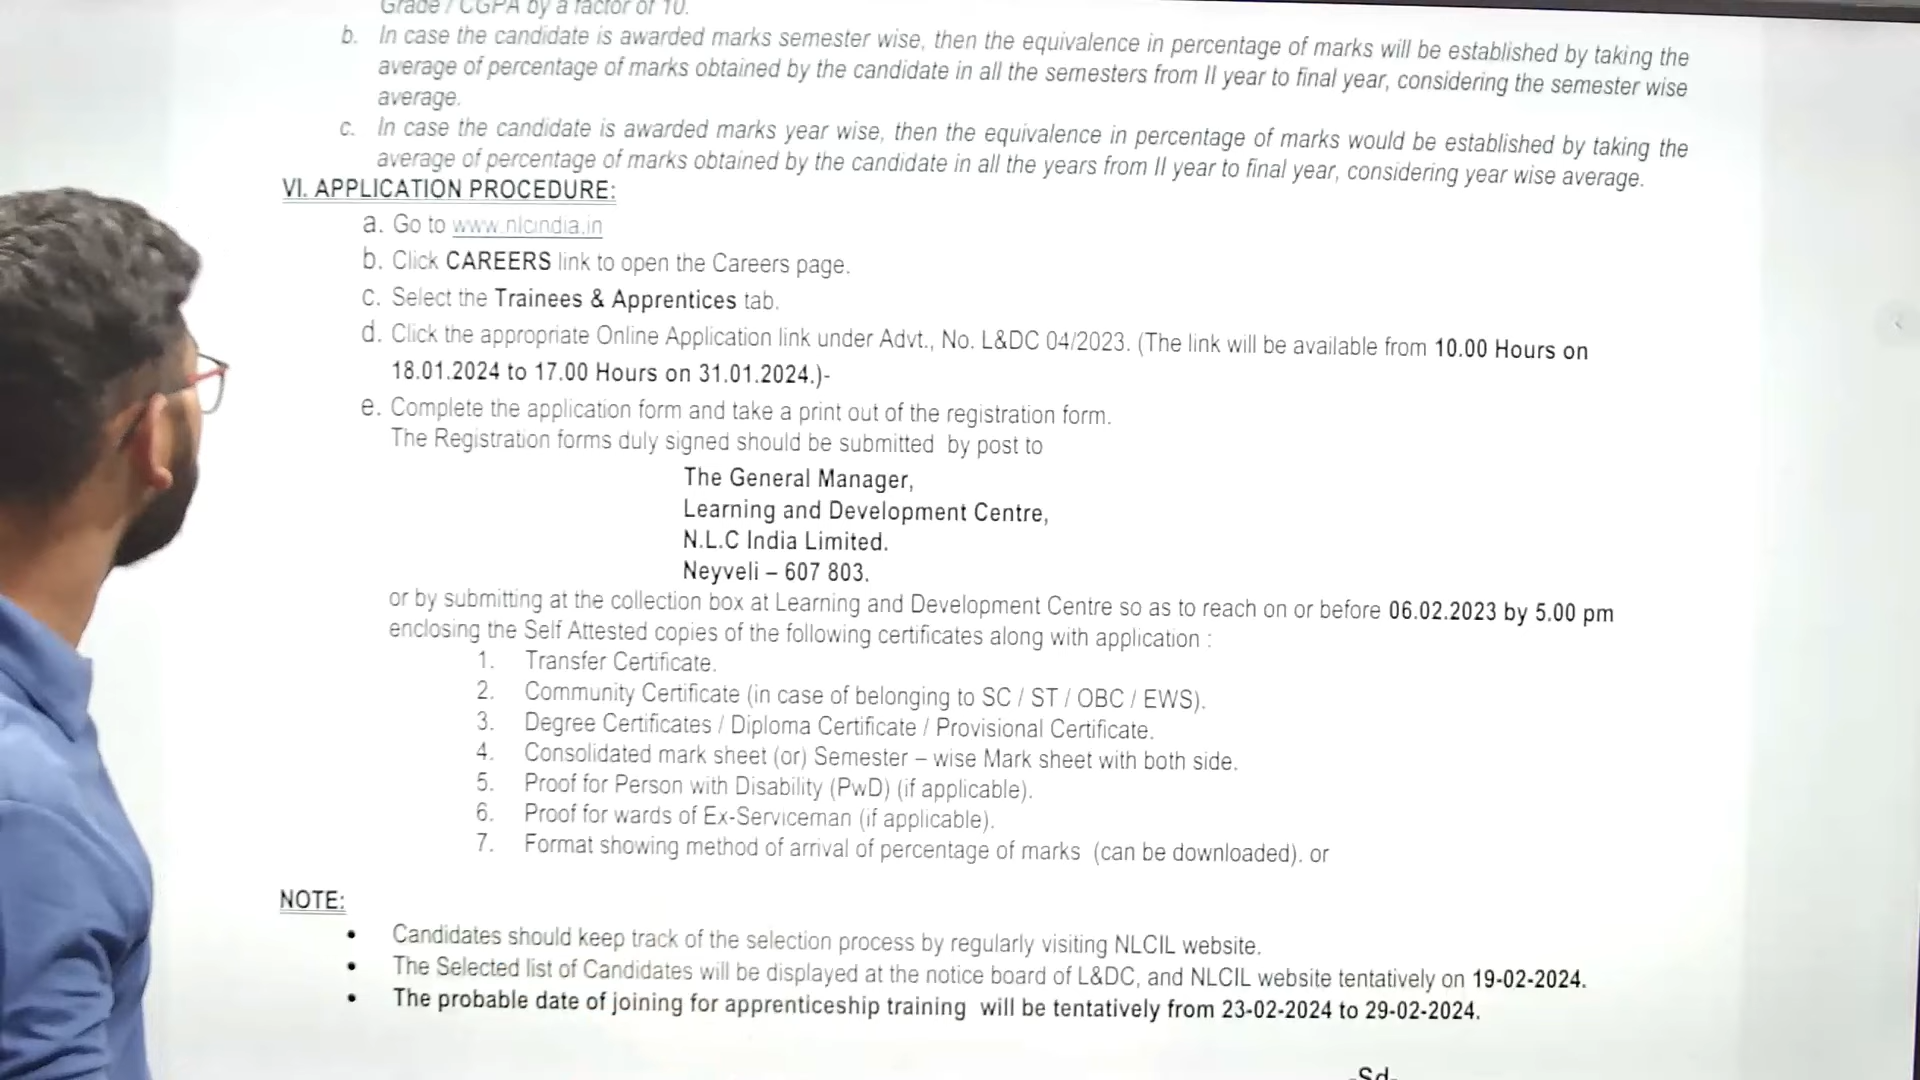 Grade / CGPA by a factor of 10.
b. In case the candidate is awarded marks semester wise, then the equivalence in percentage of marks will be established by taking the
average of percentage of marks obtained by the candidate in all the semesters from II year to final year, considering the semester wise
average.
c. In case the candidate is awarded marks year wise, then the equivalence in percentage of marks would be established by taking the
average of percentage of marks obtained by the candidate in all the years from II year to final year, considering year wise average.
VI. APPLICATION PROCEDURE:
a. Go to www.nlcindia.in
b. Click CAREERS link to open the Careers page.
c. Select the Trainees & Apprentices tab.
d. Click the appropriate Online Application link under Advt., No. L&DC 04/2023. (The link will be available from 10.00 Hours on
18.01.2024 to 17.00 Hours on 31.01.2024.)-
e. Complete the application form and take a print out of the registration form.
The Registration forms duly signed should be submitted by post to
The General Manager,
Learning and Development Centre,
N.L.C India Limited.
Neyveli – 607 803.
or by submitting at the collection box at Learning and Development Centre so as to reach on or before 06.02.2023 by 5.00 pm
enclosing the Self Attested copies of the following certificates along with application :
1. Transfer Certificate.
2. Community Certificate (in case of belonging to SC / ST / OBC / EWS).
3. Degree Certificates / Diploma Certificate / Provisional Certificate.
4. Consolidated mark sheet (or) Semester – wise Mark sheet with both side.
5. Proof for Person with Disability (PwD) (if applicable).
6. Proof for wards of Ex-Serviceman (if applicable).
7. Format showing method of arrival of percentage of marks (can be downloaded). or
NOTE:
• Candidates should keep track of the selection process by regularly visiting NLCIL website.
• The Selected list of Candidates will be displayed at the notice board of L&DC, and NLCIL website tentatively on 19-02-2024.
• The probable date of joining for apprenticeship training will be tentatively from 23-02-2024 to 29-02-2024.
-Sd-